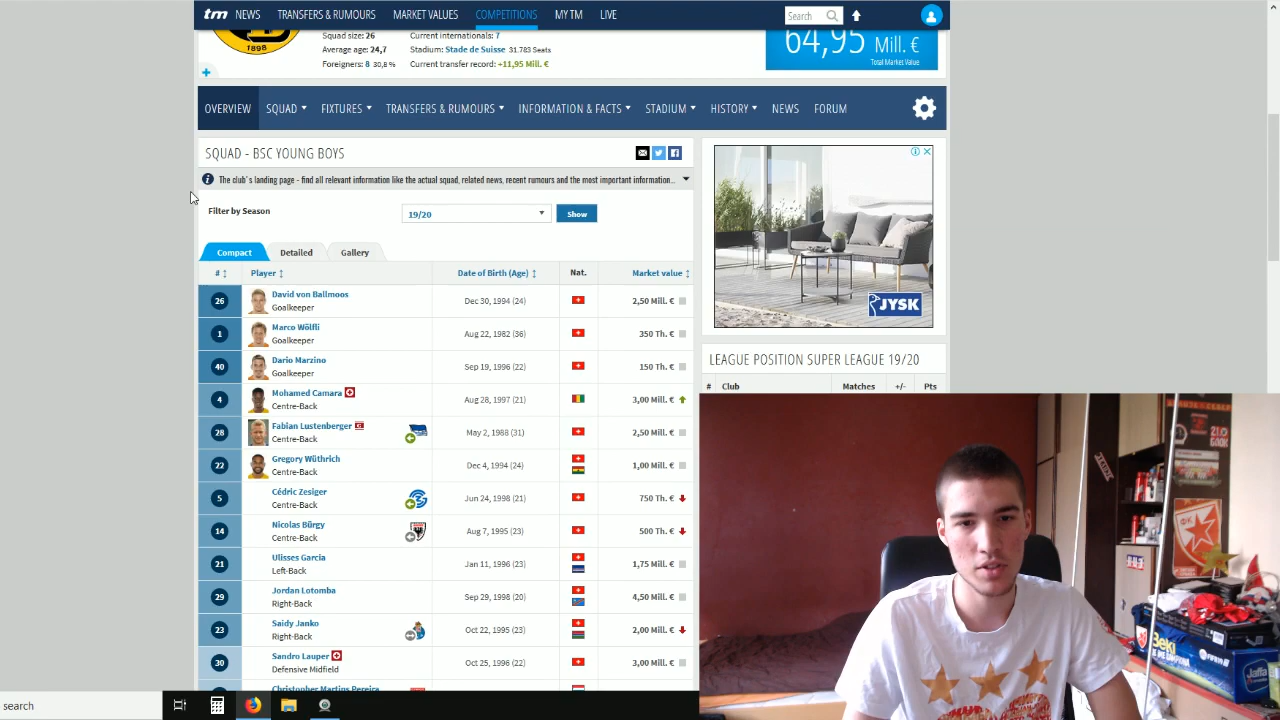 tm NEWS TRANSFERS & RUMOURS MARKET VALUES COMPETITIONS MY TM LIVE Search
1898
Squad size: 26 Current internationals: 7
Average age: 24,7 Stadium: Stade de Suisse 31.783 Seats
Foreigners: 8 30,8 % Current transfer record: +11,95 Mill. €
64,95 Mill. €
Total Market Value
OVERVIEW SQUAD FIXTURES TRANSFERS & RUMOURS INFORMATION & FACTS STADIUM HISTORY NEWS FORUM
SQUAD - BSC YOUNG BOYS
The club's landing page - find all relevant information like the actual squad, related news, recent rumours and the most important information...
Filter by Season 19/20 Show
Compact Detailed Gallery
# Player Date of Birth (Age) Nat. Market value
26 David von Ballmoos Dec 30, 1994 (24) 2,50 Mill. €
Goalkeeper
1 Marco Wölfli Aug 22, 1982 (36) 350 Th. €
Goalkeeper
40 Dario Marzino Sep 19, 1996 (22) 150 Th. €
Goalkeeper
4 Mohamed Camara Aug 28, 1997 (21) 3,00 Mill. €
Centre-Back
28 Fabian Lustenberger May 2, 1988 (31) 2,50 Mill. €
Centre-Back
22 Gregory Wüthrich Dec 4, 1994 (24) 1,00 Mill. €
Centre-Back
5 Cédric Zesiger Jun 24, 1998 (21) 750 Th. €
Centre-Back
14 Nicolas Bürgy Aug 7, 1995 (23) 500 Th. €
Centre-Back
21 Ulisses Garcia Jan 11, 1996 (23) 1,75 Mill. €
Left-Back
29 Jordan Lotomba Sep 29, 1998 (20) 4,50 Mill. €
Right-Back
23 Saidy Janko Oct 22, 1995 (23) 2,00 Mill. €
Right-Back
30 Sandro Lauper Oct 25, 1996 (22) 3,00 Mill. €
Defensive Midfield
Christopher Martins Pereira
JYSK
LEAGUE POSITION SUPER LEAGUE 19/20
# Club Matches +/- Pts
search
Beki
Jaffa